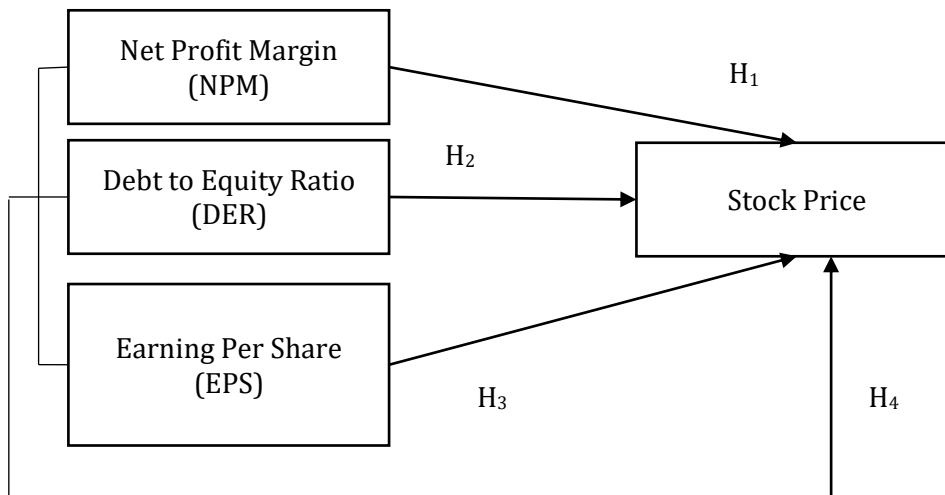 Net Profit Margin
(NPM)
H₁
H₂
Debt to Equity Ratio
(DER)
Stock Price
Earning Per Share
(EPS)
H₃
H₄